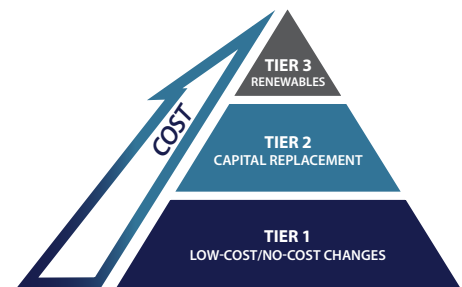 TIER 3
RENEWABLES
COST
TIER 2
CAPITAL REPLACEMENT
TIER 1
LOW-COST/NO-COST CHANGES